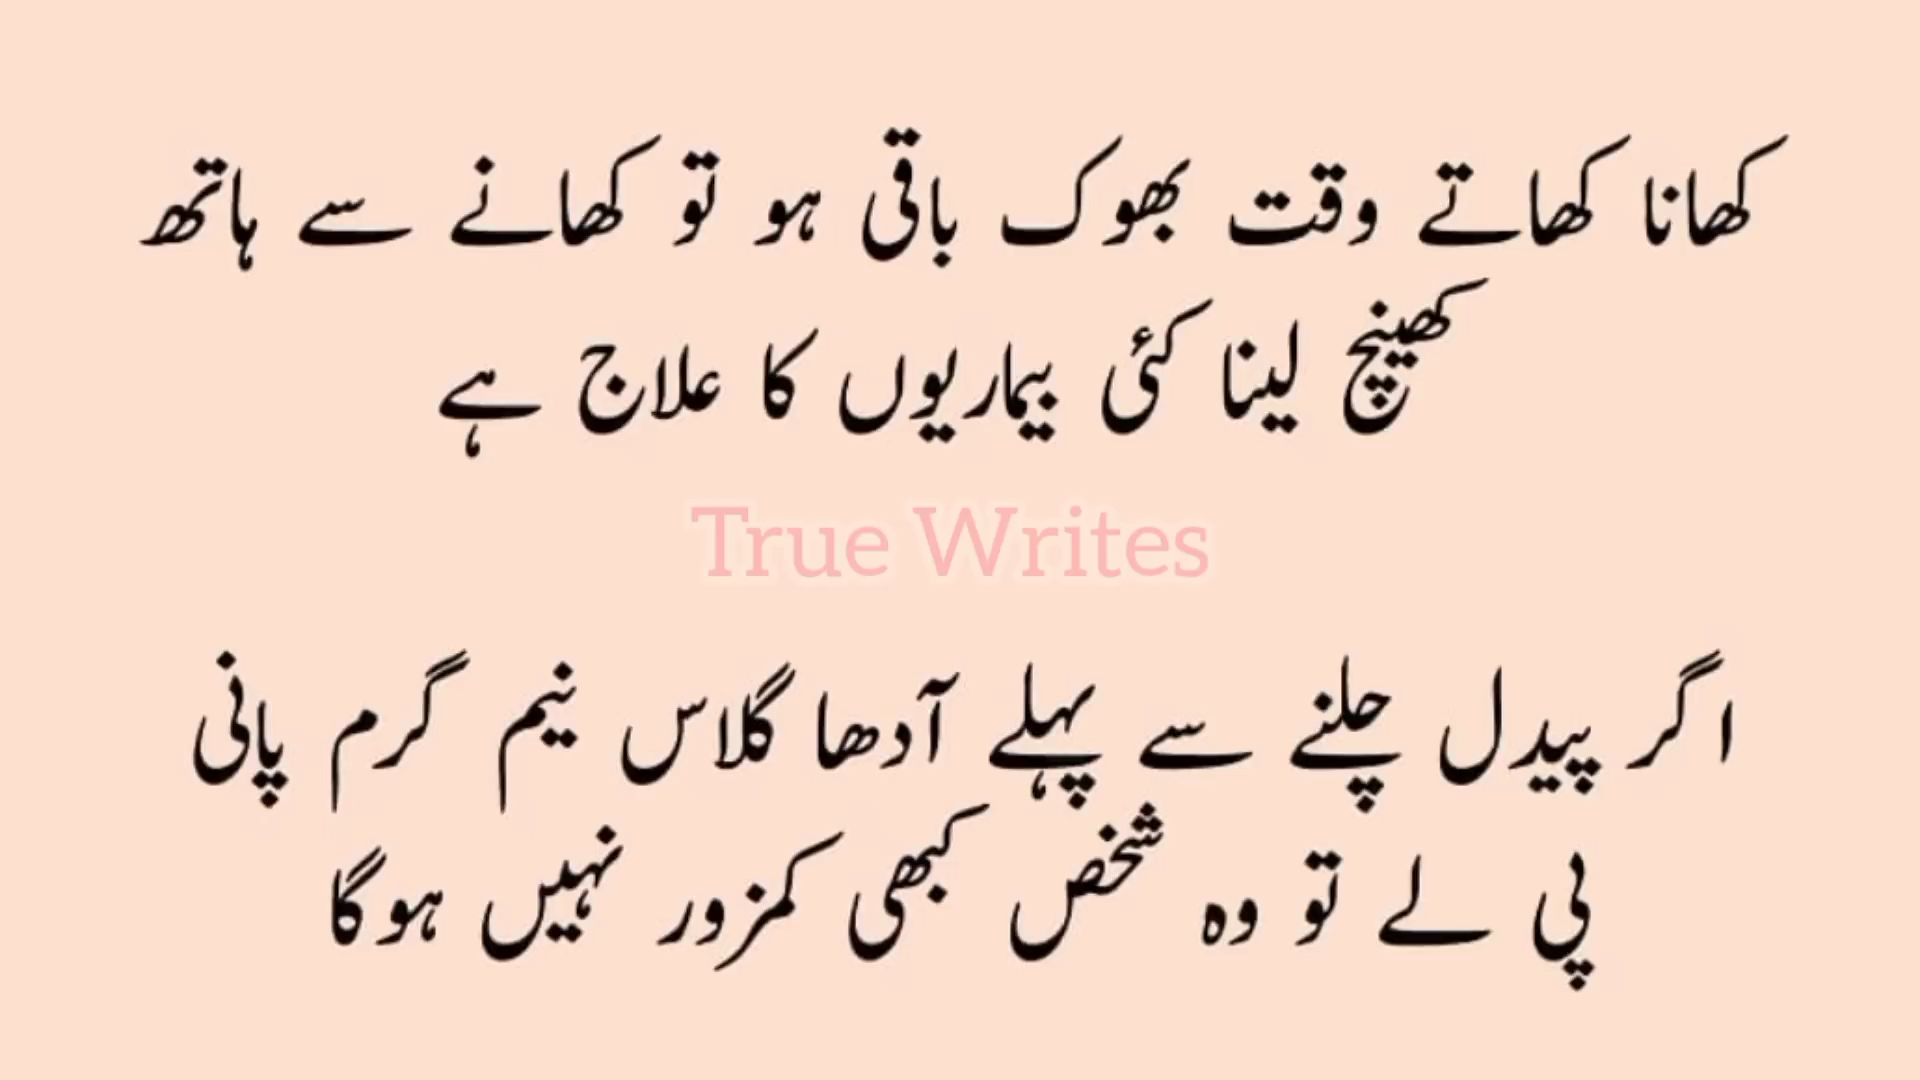 کھانا کھاتے وقت بھوک باقی ہو تو کھانے سے ہاتھ
کھینچ لینا کئی بیماریوں کا علاج ہے
True Writes
اگر پیدل چلنے سے پہلے آدھا گلاس نیم گرم پانی
پی لے تو وہ شخص کبھی کمزور نہیں ہوگا